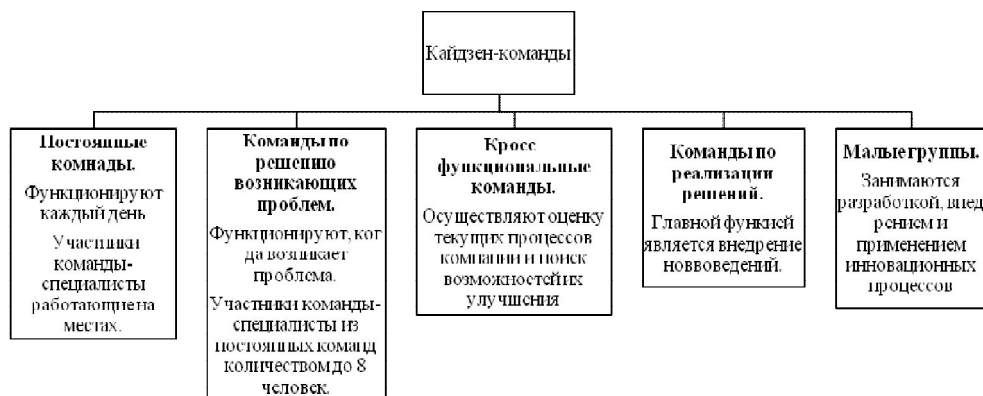 Кайдзен-команды
Постоянные
комнады.
Функционируют
каждый день
Участники
команды-
специалисты
работающие на
местах.
Команды по
решению
возникающих
проблем.
Функционируют, ког
да возникает
проблема.
Участники команды-
специалисты из
постоянных команд
количеством до 8
человек.
Кросс
функциональные
команды.
Осуществляют оценку
текущих процессов
компании и поиск
возможностей их
улучшения
Команды по
реализации
решений.
Главной функией
является внедрение
новвоведений.
Малые группы.
Занимаются
разработкой, внед
рением и
применением
инновационных
процессов